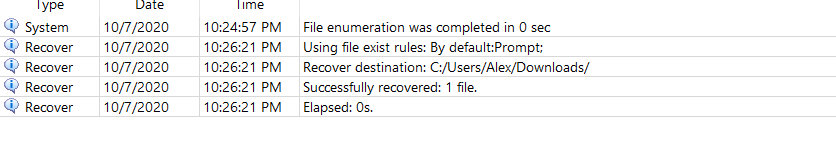 Type Date Time
System 10/7/2020 10:24:57 PM File enumeration was completed in 0 sec
Recover 10/7/2020 10:26:21 PM Using file exist rules: By default:Prompt;
Recover 10/7/2020 10:26:21 PM Recover destination: C:/Users/Alex/Downloads/
Recover 10/7/2020 10:26:21 PM Successfully recovered: 1 file.
Recover 10/7/2020 10:26:21 PM Elapsed: 0s.